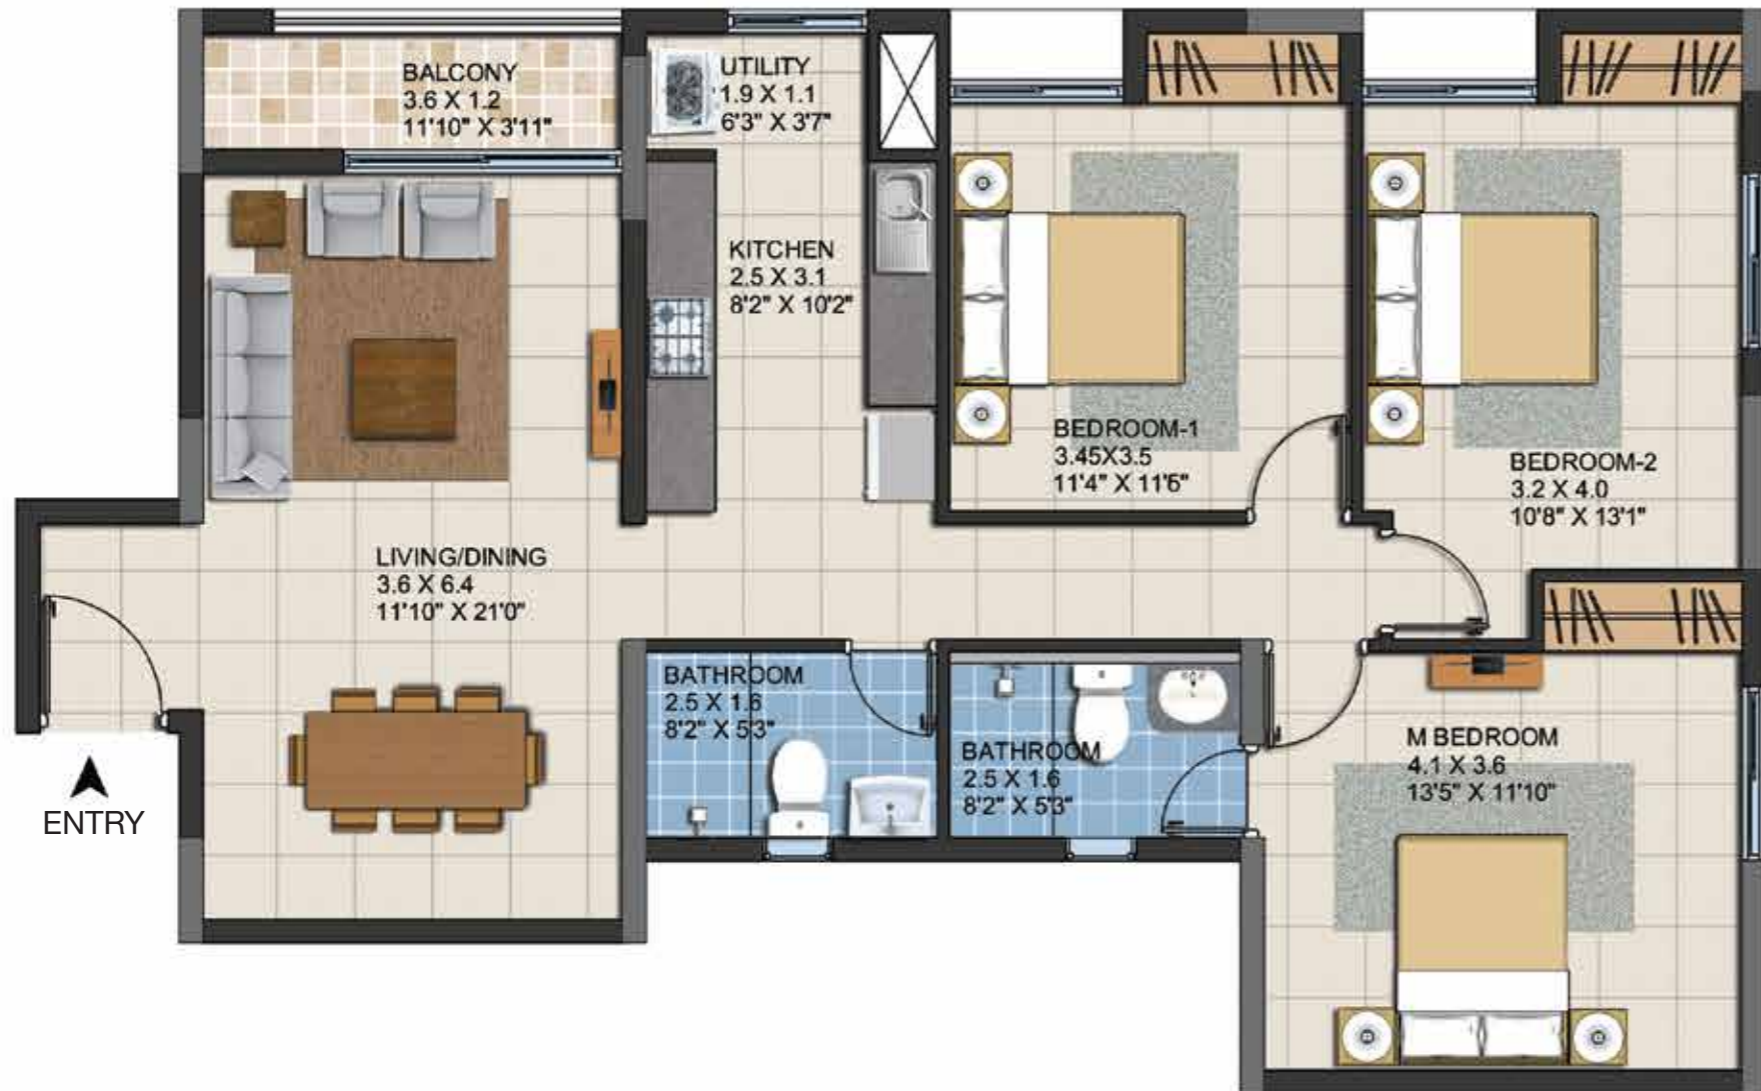 BALCONY
3.6 X 1.2
11'10" X 3'11"
UTILITY
1.9 X 1.1
6'3" X 3'7"
KITCHEN
2.5 X 3.1
8'2" X 10'2"
BEDROOM-1
3.45X3.5
11'4" X 11'6"
BEDROOM-2
3.2 X 4.0
10'8" X 13'1"
LIVING/DINING
3.6 X 6.4
11'10" X 21'0"
BATHROOM
2.5 X 1.6
8'2" X 5'3"
BATHROOM
2.5 X 1.6
8'2" X 5'3"
M BEDROOM
4.1 X 3.6
13'5" X 11'10"
ENTRY